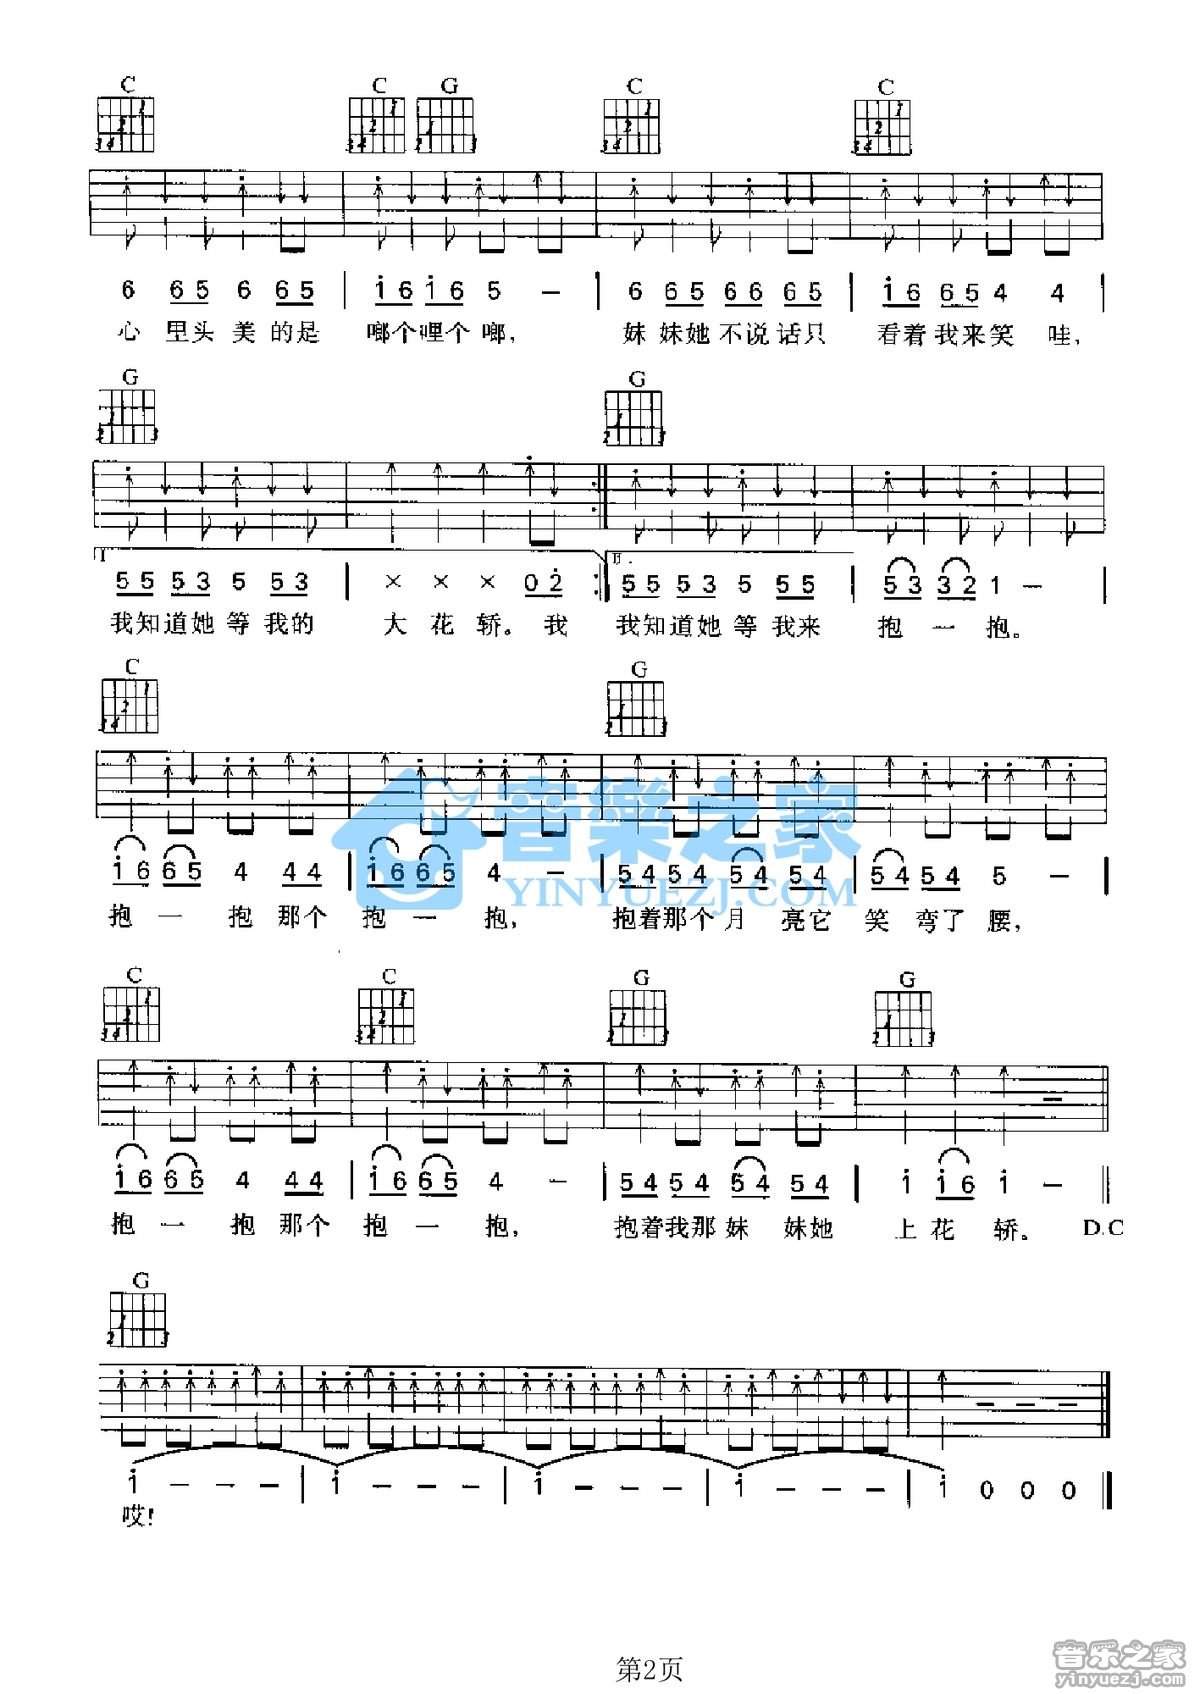 C C G C C
6 65 6 65 | i6i6 5 – | 6 65 66 65 | i6 65 4 4 |
心 里头 美 的是 啷个哩个 啷, 妹 妹她 不说 话只 看着 我来 笑 哇,
G G
I II.
55 53 5 53 | × × × 02 :| 55 53 5 55 | 53 32 1 – |
我知道她 等 我的 大 花 轿。 我 我知道她 等 我来 抱 一 抱。
C G
i6 65 4 44 | i6 65 4 – | 5454 54 54 | 54 54 5 – |
抱 一 抱 那个 抱 一 抱, 抱着那个 月 亮它 笑 弯了 腰,
音樂之家
YINYUEZJ.COM
C C G G
i6 65 4 44 | i6 65 4 – | 54 54 54 54 | i i6 i – ||
抱 一 抱 那个 抱 一 抱, 抱着我那 妹 妹她 上 花 轿。 D.C
G
i – – – | i – – – | i – – – | i – – – | i 0 0 0 ||
哎!
第2页
音乐之家
yinyuezj.com